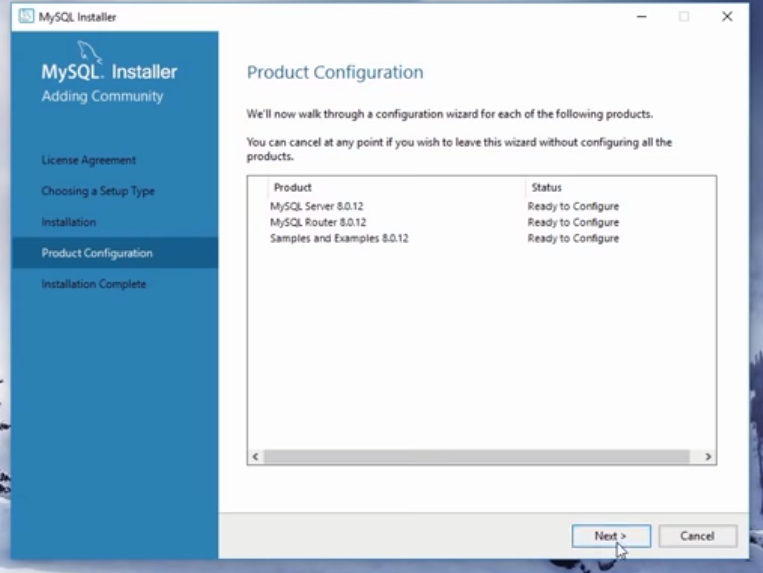 MySQL Installer
MySQL. Installer
Adding Community
License Agreement
Choosing a Setup Type
Installation
Product Configuration
Installation Complete
Product Configuration
We'll now walk through a configuration wizard for each of the following products.
You can cancel at any point if you wish to leave this wizard without configuring all the
products.
Product Status
MySQL Server 8.0.12 Ready to Configure
MySQL Router 8.0.12 Ready to Configure
Samples and Examples 8.0.12 Ready to Configure
Next > Cancel